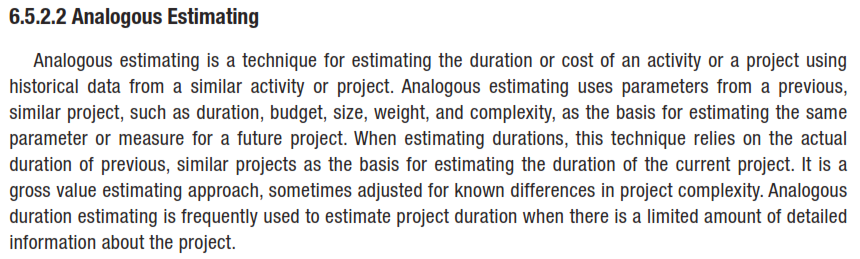 6.5.2.2 Analogous Estimating
Analogous estimating is a technique for estimating the duration or cost of an activity or a project using
historical data from a similar activity or project. Analogous estimating uses parameters from a previous,
similar project, such as duration, budget, size, weight, and complexity, as the basis for estimating the same
parameter or measure for a future project. When estimating durations, this technique relies on the actual
duration of previous, similar projects as the basis for estimating the duration of the current project. It is a
gross value estimating approach, sometimes adjusted for known differences in project complexity. Analogous
duration estimating is frequently used to estimate project duration when there is a limited amount of detailed
information about the project.